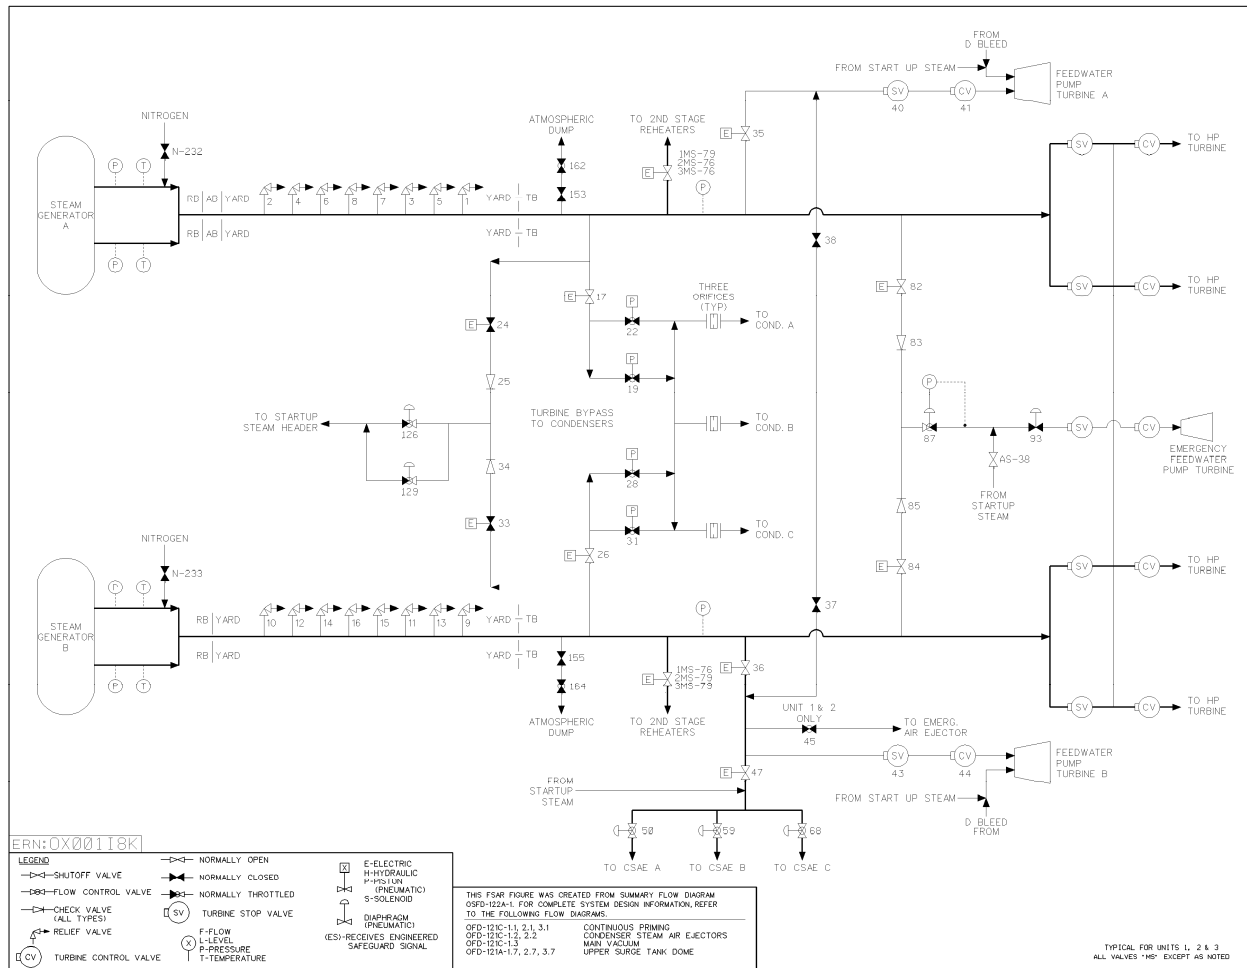 FROM
D BLEED
FROM START UP STEAM
FEEDWATER
PUMP
TURBINE A
SV
40
CV
41
NITROGEN
N-232
ATMOSPHERIC
DUMP
162
153
TO 2ND STAGE
REHEATERS
E
1MS-79
2MS-76
3MS-76
P
E
35
SV
CV
TO HP
TURBINE
STEAM
GENERATOR
A
P
T
P
T
RB AB YARD
RB AB YARD
2
4
6
8
7
3
5
1
YARD TB
YARD TB
38
SV
CV
TO HP
TURBINE
E
17
E
24
25
P
22
P
19
THREE
ORIFICES
(TYP)
TO
COND. A
E
82
83
TO STARTUP
STEAM HEADER
126
129
TURBINE BYPASS
TO CONDENSERS
TO
COND. B
P
87
93
SV
CV
AS-38
FROM
STARTUP
STEAM
EMERGENCY
FEEDWATER
PUMP TURBINE
34
E
33
P
28
P
31
E
26
TO
COND. C
85
E
84
NITROGEN
N-233
STEAM
GENERATOR
B
P
T
P
T
RB YARD
RB YARD
10
12
14
16
15
11
13
9
YARD TB
YARD TB
P
37
SV
CV
TO HP
TURBINE
155
164
ATMOSPHERIC
DUMP
E
1MS-76
2MS-79
3MS-79
TO 2ND STAGE
REHEATERS
E
36
SV
CV
TO HP
TURBINE
UNIT 1 & 2
ONLY
45
TO EMERG.
AIR EJECTOR
SV
43
CV
44
FEEDWATER
PUMP
TURBINE B
FROM START UP STEAM
D BLEED
FROM
E
47
FROM
STARTUP
STEAM
50
59
68
TO CSAE A
TO CSAE B
TO CSAE C
ERN:OX001I8K
LEGEND
SHUTOFF VALVE
FLOW CONTROL VALVE
CHECK VALVE
(ALL TYPES)
RELIEF VALVE
CV
TURBINE CONTROL VALVE
NORMALLY OPEN
NORMALLY CLOSED
NORMALLY THROTTLED
SV
TURBINE STOP VALVE
X
F-FLOW
L-LEVEL
P-PRESSURE
T-TEMPERATURE
X
E-ELECTRIC
H-HYDRAULIC
P-PISTON
(PNEUMATIC)
S-SOLENOID
DIAPHRAGM
(PNEUMATIC)
(ES)-RECEIVES ENGINEERED
SAFEGUARD SIGNAL
THIS FSAR FIGURE WAS CREATED FROM SUMMARY FLOW DIAGRAM
OSFD-122A-1. FOR COMPLETE SYSTEM DESIGN INFORMATION, REFER
TO THE FOLLOWING FLOW DIAGRAMS.
OFD-121C-1.1, 2.1, 3.1 CONTINUOUS PRIMING
OFD-121C-1.2, 2.2 CONDENSER STEAM AIR EJECTORS
OFD-121C-1.3 MAIN VACUUM
OFD-121A-1.7, 2.7, 3.7 UPPER SURGE TANK DOME
TYPICAL FOR UNITS 1, 2 & 3
ALL VALVES "MS" EXCEPT AS NOTED